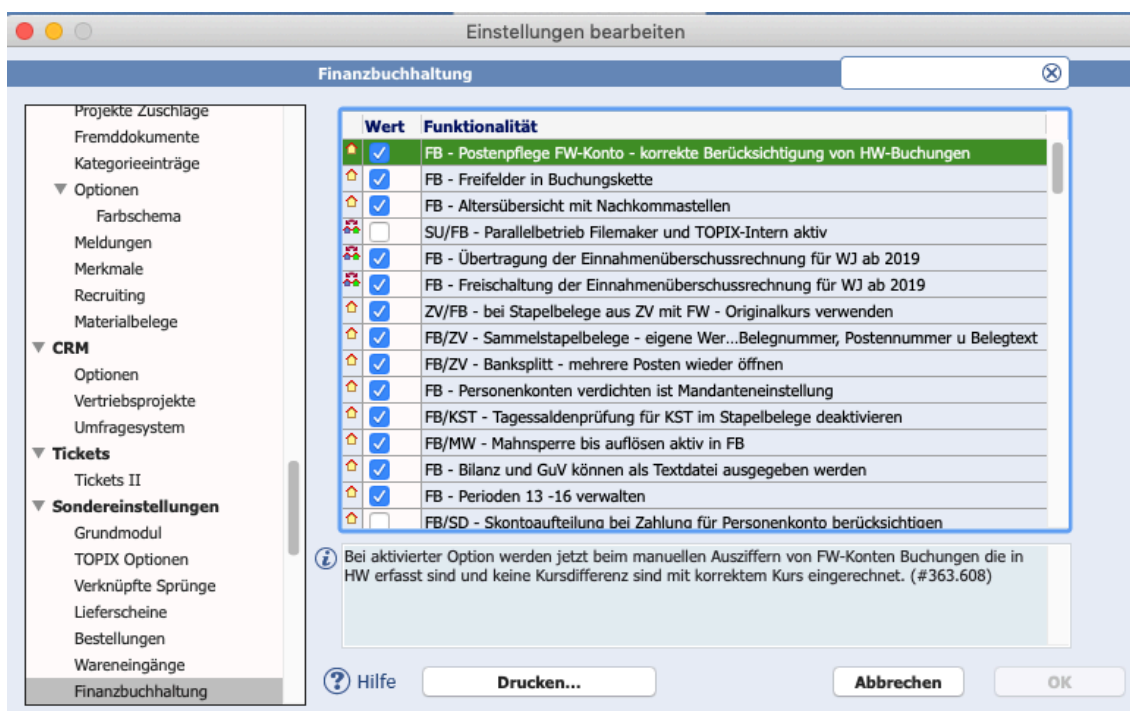 Einstellungen bearbeiten
Finanzbuchhaltung
Projekte Zuschläge
Fremddokumente
Kategorieeinträge
Optionen
Farbschema
Meldungen
Merkmale
Recruiting
Materialbelege
CRM
Optionen
Vertriebsprojekte
Umfragesystem
Tickets
Tickets II
Sondereinstellungen
Grundmodul
TOPIX Optionen
Verknüpfte Sprünge
Lieferscheine
Bestellungen
Wareneingänge
Finanzbuchhaltung
Wert Funktionalität
FB - Postenpflege FW-Konto - korrekte Berücksichtigung von HW-Buchungen
FB - Freifelder in Buchungskette
FB - Altersübersicht mit Nachkommastellen
SU/FB - Parallelbetrieb Filemaker und TOPIX-Intern aktiv
FB - Übertragung der Einnahmenüberschussrechnung für WJ ab 2019
FB - Freischaltung der Einnahmenüberschussrechnung für WJ ab 2019
ZV/FB - bei Stapelbelege aus ZV mit FW - Originalkurs verwenden
FB/ZV - Sammelstapelbelege - eigene Wer...Belegnummer, Postennummer u Belegtext
FB/ZV - Banksplitt - mehrere Posten wieder öffnen
FB - Personenkonten verdichten ist Mandanteneinstellung
FB/KST - Tagessaldenprüfung für KST im Stapelbelege deaktivieren
FB/MW - Mahnsperre bis auflösen aktiv in FB
FB - Bilanz und GuV können als Textdatei ausgegeben werden
FB - Perioden 13 -16 verwalten
FB/SD - Skontoaufteilung bei Zahlung für Personenkonto berücksichtigen
Bei aktivierter Option werden jetzt beim manuellen Ausziffern von FW-Konten Buchungen die in
HW erfasst sind und keine Kursdifferenz sind mit korrektem Kurs eingerechnet. (#363.608)
Hilfe
Drucken...
Abbrechen
OK